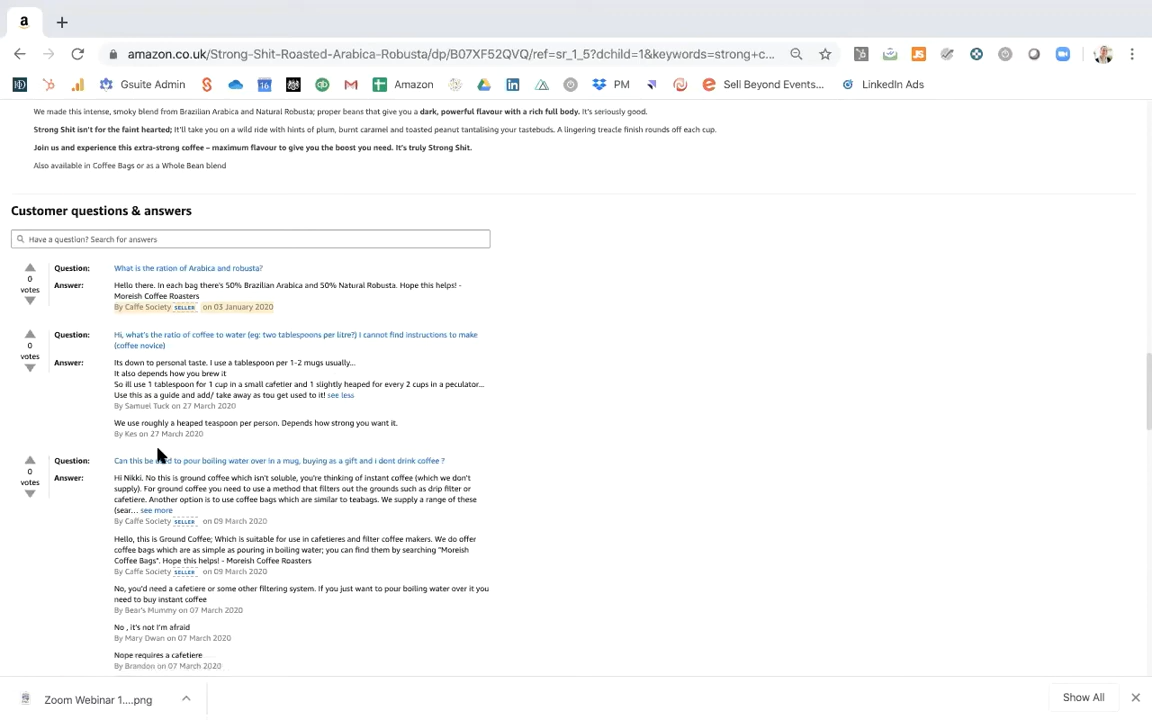 a
amazon.co.uk/Strong-Shit-Roasted-Arabica-Robusta/dp/B07XF52QVQ/ref=sr_1_5?dchild=1&keywords=strong+c...
Gsuite Admin
16
Amazon
PM
Sell Beyond Events...
LinkedIn Ads
We made this intense, smoky blend from Brazilian Arabica and Natural Robusta; proper beans that give you a dark, powerful flavour with a rich full body. It's seriously good.
Strong Shit isn't for the faint hearted; It'll take you on a wild ride with hints of plum, burnt caramel and toasted peanut tantalising your tastebuds. A lingering treacle finish rounds off each cup.
Join us and experience this extra-strong coffee – maximum flavour to give you the boost you need. It's truly Strong Shit.
Also available in Coffee Bags or as a Whole Bean blend
Customer questions & answers
Have a question? Search for answers
0
votes
Question: What is the ration of Arabica and robusta?
Answer: Hello there. In each bag there's 50% Brazilian Arabica and 50% Natural Robusta. Hope this helps! -
Moreish Coffee Roasters
By Caffe Society SELLER on 03 January 2020
0
votes
Question: Hi, what's the ratio of coffee to water (eg: two tablespoons per litre?) I cannot find instructions to make
(coffee novice)
Answer: Its down to personal taste. I use a tablespoon per 1-2 mugs usually...
It also depends how you brew it
So ill use 1 tablespoon for 1 cup in a small cafetier and 1 slightly heaped for every 2 cups in a peculator...
Use this as a guide and add/ take away as tou get used to it! see less
By Samuel Tuck on 27 March 2020
We use roughly a heaped teaspoon per person. Depends how strong you want it.
By Kes on 27 March 2020
0
votes
Question: Can this be to pour boiling water over in a mug, buying as a gift and i dont drink coffee ?
Answer: Hi Nikki. No this is ground coffee which isn't soluble, you're thinking of instant coffee (which we don't
supply). For ground coffee you need to use a method that filters out the grounds such as drip filter or
cafetiere. Another option is to use coffee bags which are similar to teabags. We supply a range of these
(sear... see more
By Caffe Society SELLER on 09 March 2020
Hello, this is Ground Coffee; Which is suitable for use in cafetieres and filter coffee makers. We do offer
coffee bags which are as simple as pouring in boiling water; you can find them by searching "Moreish
Coffee Bags". Hope this helps! - Moreish Coffee Roasters
By Caffe Society SELLER on 09 March 2020
No, you'd need a cafetiere or some other filtering system. If you just want to pour boiling water over it you
need to buy instant coffee
By Bear's Mummy on 07 March 2020
No , it's not I'm afraid
By Mary Dwan on 07 March 2020
Nope requires a cafetiere
By Brandon on 07 March 2020
Zoom Webinar 1....png
Show All